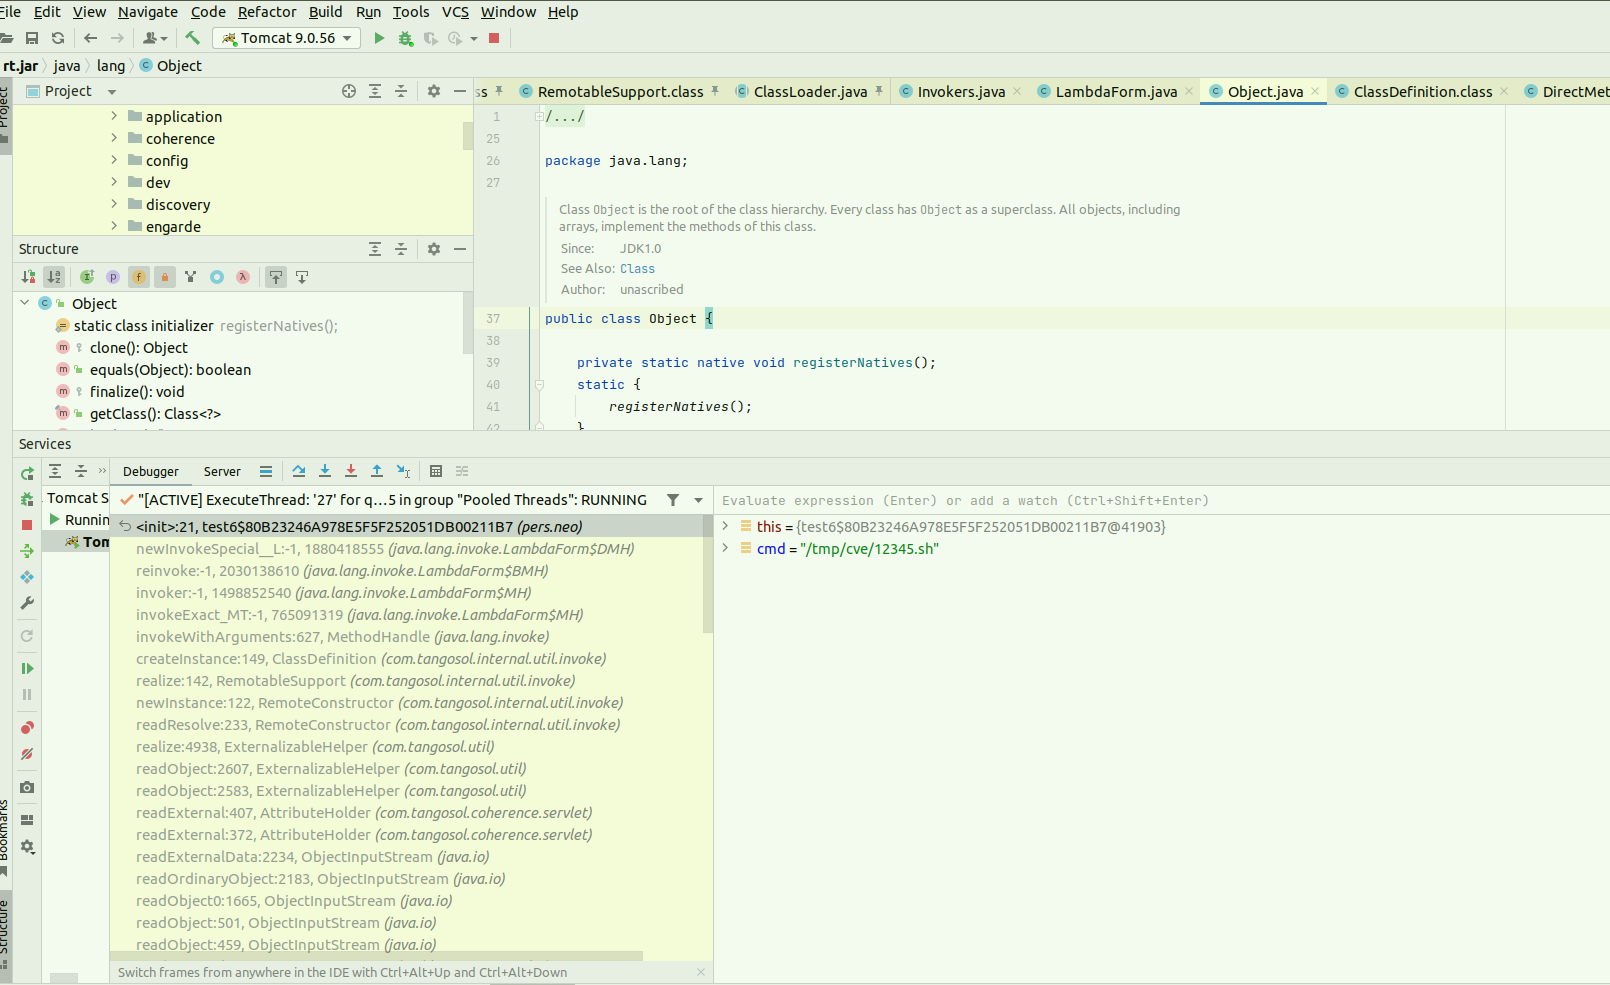 File Edit View Navigate Code Refactor Build Run Tools VCS Window Help
Tomcat 9.0.56
rt.jar java lang Object
Project
application
coherence
config
dev
discovery
engarde
Structure
Object
static class initializer registerNatives();
clone(): Object
equals(Object): boolean
finalize(): void
getClass(): Class<?>
ss RemotableSupport.class ClassLoader.java Invokers.java LambdaForm.java Object.java ClassDefinition.class DirectMet
1 /.../
25
26 package java.lang;
27
Class Object is the root of the class hierarchy. Every class has Object as a superclass. All objects, including
arrays, implement the methods of this class.
Since: JDK1.0
See Also: Class
Author: unascribed
37 public class Object {
38
39 private static native void registerNatives();
40 static {
41 registerNatives();
42 }
Services
Debugger Server
Tomcat S
Runnin
Tom
"[ACTIVE] ExecuteThread: '27' for q...5 in group "Pooled Threads": RUNNING
<init>:21, test6$80B23246A978E5F5F252051DB00211B7 (pers.neo)
newInvokeSpecial__L:-1, 1880418555 (java.lang.invoke.LambdaForm$DMH)
reinvoke:-1, 2030138610 (java.lang.invoke.LambdaForm$BMH)
invoker:-1, 1498852540 (java.lang.invoke.LambdaForm$MH)
invokeExact_MT:-1, 765091319 (java.lang.invoke.LambdaForm$MH)
invokeWithArguments:627, MethodHandle (java.lang.invoke)
createInstance:149, ClassDefinition (com.tangosol.internal.util.invoke)
realize:142, RemotableSupport (com.tangosol.internal.util.invoke)
newInstance:122, RemoteConstructor (com.tangosol.internal.util.invoke)
readResolve:233, RemoteConstructor (com.tangosol.internal.util.invoke)
realize:4938, ExternalizableHelper (com.tangosol.util)
readObject:2607, ExternalizableHelper (com.tangosol.util)
readObject:2583, ExternalizableHelper (com.tangosol.util)
readExternal:407, AttributeHolder (com.tangosol.coherence.servlet)
readExternal:372, AttributeHolder (com.tangosol.coherence.servlet)
readExternalData:2234, ObjectInputStream (java.io)
readOrdinaryObject:2183, ObjectInputStream (java.io)
readObject0:1665, ObjectInputStream (java.io)
readObject:501, ObjectInputStream (java.io)
readObject:459, ObjectInputStream (java.io)
Switch frames from anywhere in the IDE with Ctrl+Alt+Up and Ctrl+Alt+Down
Evaluate expression (Enter) or add a watch (Ctrl+Shift+Enter)
this = {test6$80B23246A978E5F5F252051DB00211B7@41903}
cmd = "/tmp/cve/12345.sh"
Project
Bookmarks
Structure